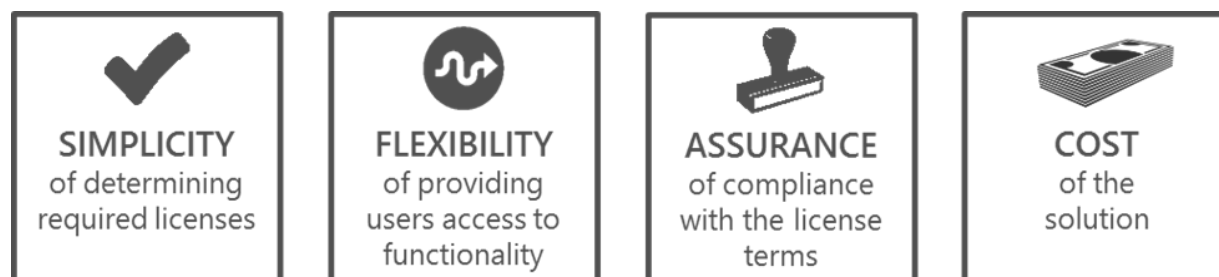 SIMPLICITY
of determining
required licenses
FLEXIBILITY
of providing
users access to
functionality
ASSURANCE
of compliance
with the license
terms
COST
of the
solution